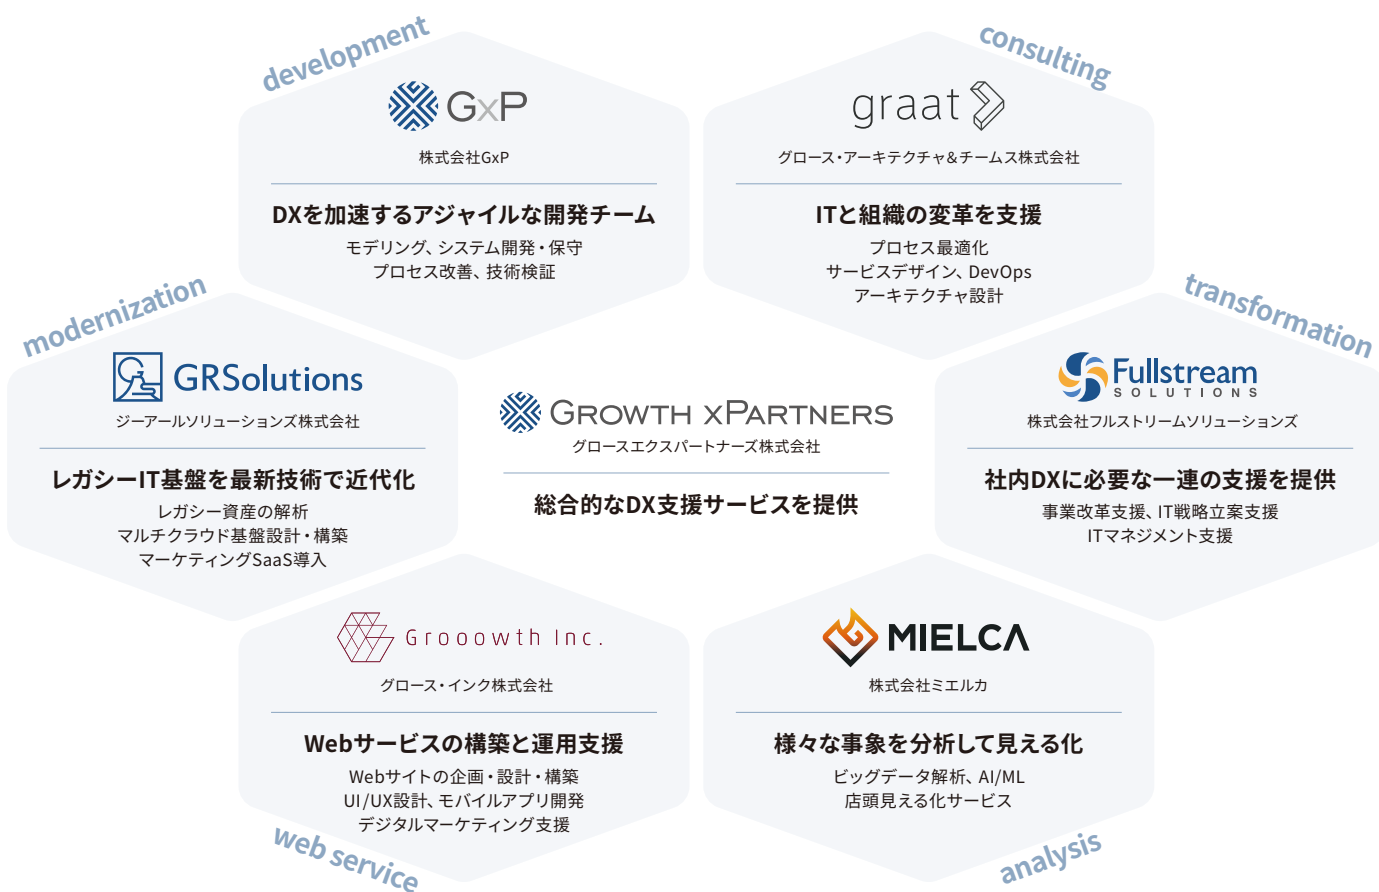 development
GxP
株式会社GxP
DXを加速するアジャイルな開発チーム
モデリング、システム開発・保守
プロセス改善、技術検証
consulting
graat
グロース・アーキテクチャ&チームス株式会社
ITと組織の変革を支援
プロセス最適化
サービスデザイン、DevOps
アーキテクチャ設計
modernization
GRSolutions
ジーアールソリューションズ株式会社
レガシーIT基盤を最新技術で近代化
レガシー資産の解析
マルチクラウド基盤設計・構築
マーケティングSaaS導入
GROWTH xPARTNERS
グロースエクスパートナーズ株式会社
総合的なDX支援サービスを提供
transformation
Fullstream
SOLUTIONS
株式会社フルストリームソリューションズ
社内DXに必要な一連の支援を提供
事業改革支援、IT戦略立案支援
ITマネジメント支援
Grooowth Inc.
グロース・インク株式会社
Webサービスの構築と運用支援
Webサイトの企画・設計・構築
UI/UX設計、モバイルアプリ開発
デジタルマーケティング支援
web service
MIELCA
株式会社ミエルカ
様々な事象を分析して見える化
ビッグデータ解析、AI/ML
店頭見える化サービス
analysis